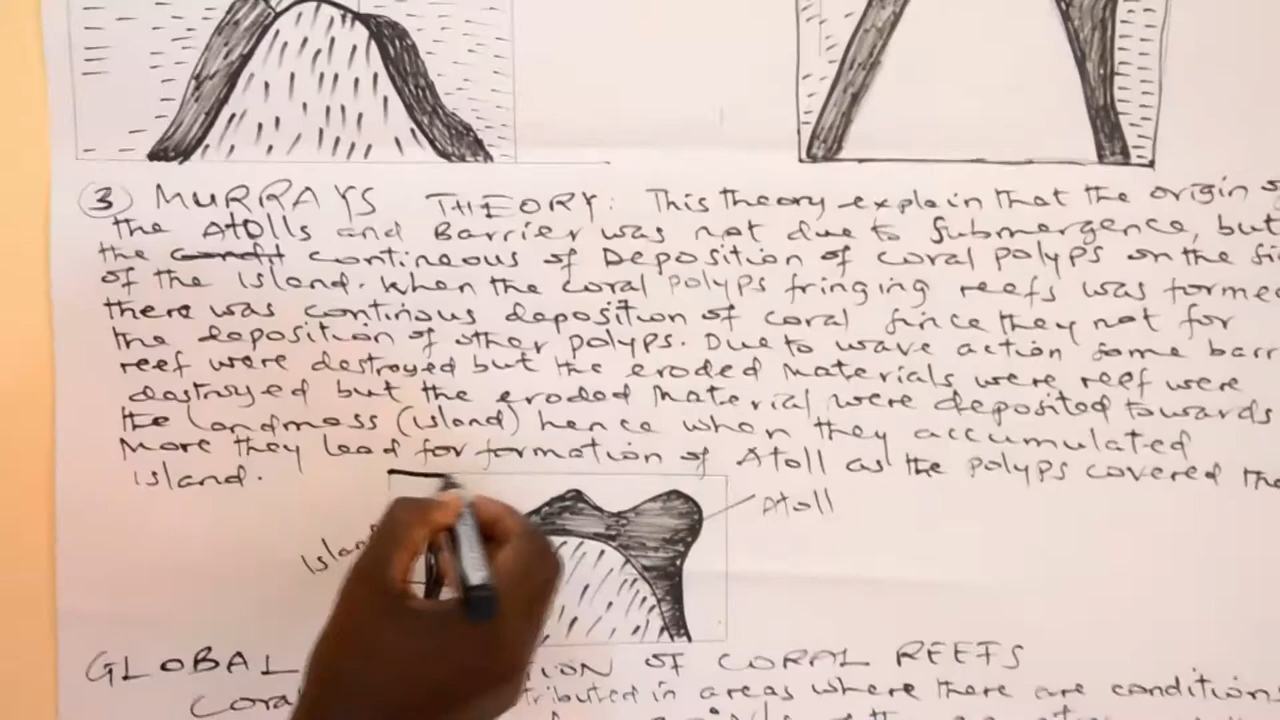 3 MURRAYS THEORY: This theory explain that the origin
the Atolls and Barrier was not due to Submergence, but
the contineous of Deposition of coral polyps on the
of the Island. When the coral polyps fringing reefs was
there was continous deposition of coral since they not for
the deposition of other polyps. Due to wave action some
reef were destroyed but the eroded Materials were reef were
destroyed but the eroded Material were deposited towards
the landmass (island) hence when they accumulated
More they lead for formation of Atoll as the polyps covered the
island.
Atoll
GLOBAL OF CORAL REEFS
in areas where there are conditions